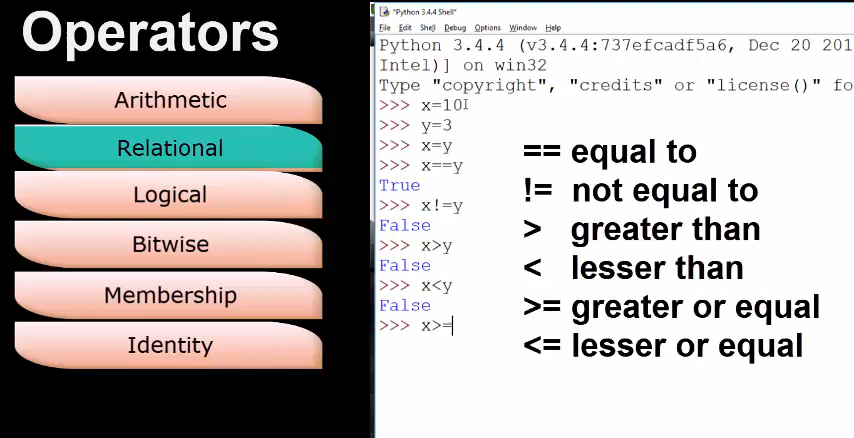 Operators
Arithmetic
Relational
Logical
Bitwise
Membership
Identity
*Python 3.4.4 Shell*
File Edit Shell Debug Options Window Help
Python 3.4.4 (v3.4.4:737efcadf5a6, Dec 20 201
Intel)] on win32
Type "copyright", "credits" or "license()" fo
>>> x=10
>>> y=3
>>> x=y
>>> x==y
True
>>> x!=y
False
>>> x>y
False
>>> x<y
False
>>> x>=
== equal to
!= not equal to
> greater than
< lesser than
>= greater or equal
<= lesser or equal